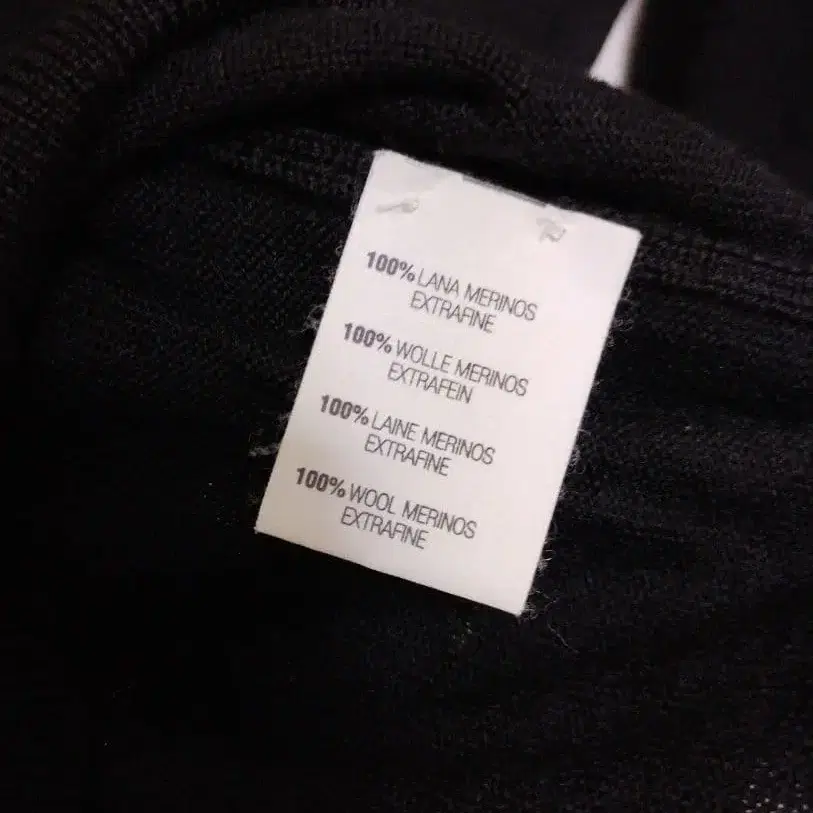 100% LANA MERINOS
EXTRAFINE
100% WOLLE MERINOS
EXTRAFEIN
100% LAINE MERINOS
EXTRAFINE
100% WOOL MERINOS
EXTRAFINE